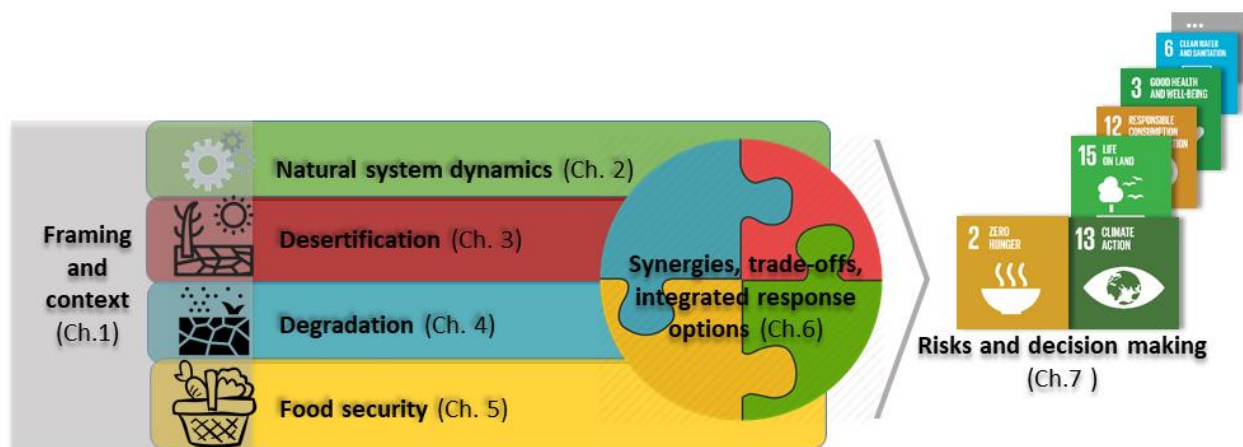 ...
6 CLEAN WATER
AND SANITATION
3 GOOD HEALTH
AND WELL-BEING
12 RESPONSIBLE
CONSUMPTION
15 LIFE
ON LAND
Natural system dynamics (Ch. 2)
Framing
and
context
(Ch.1)
Desertification (Ch. 3)
2 ZERO
HUNGER
13 CLIMATE
ACTION
Synergies, trade-offs,
integrated response
options (Ch.6)
Degradation (Ch. 4)
Risks and decision making
(Ch.7 )
Food security (Ch. 5)